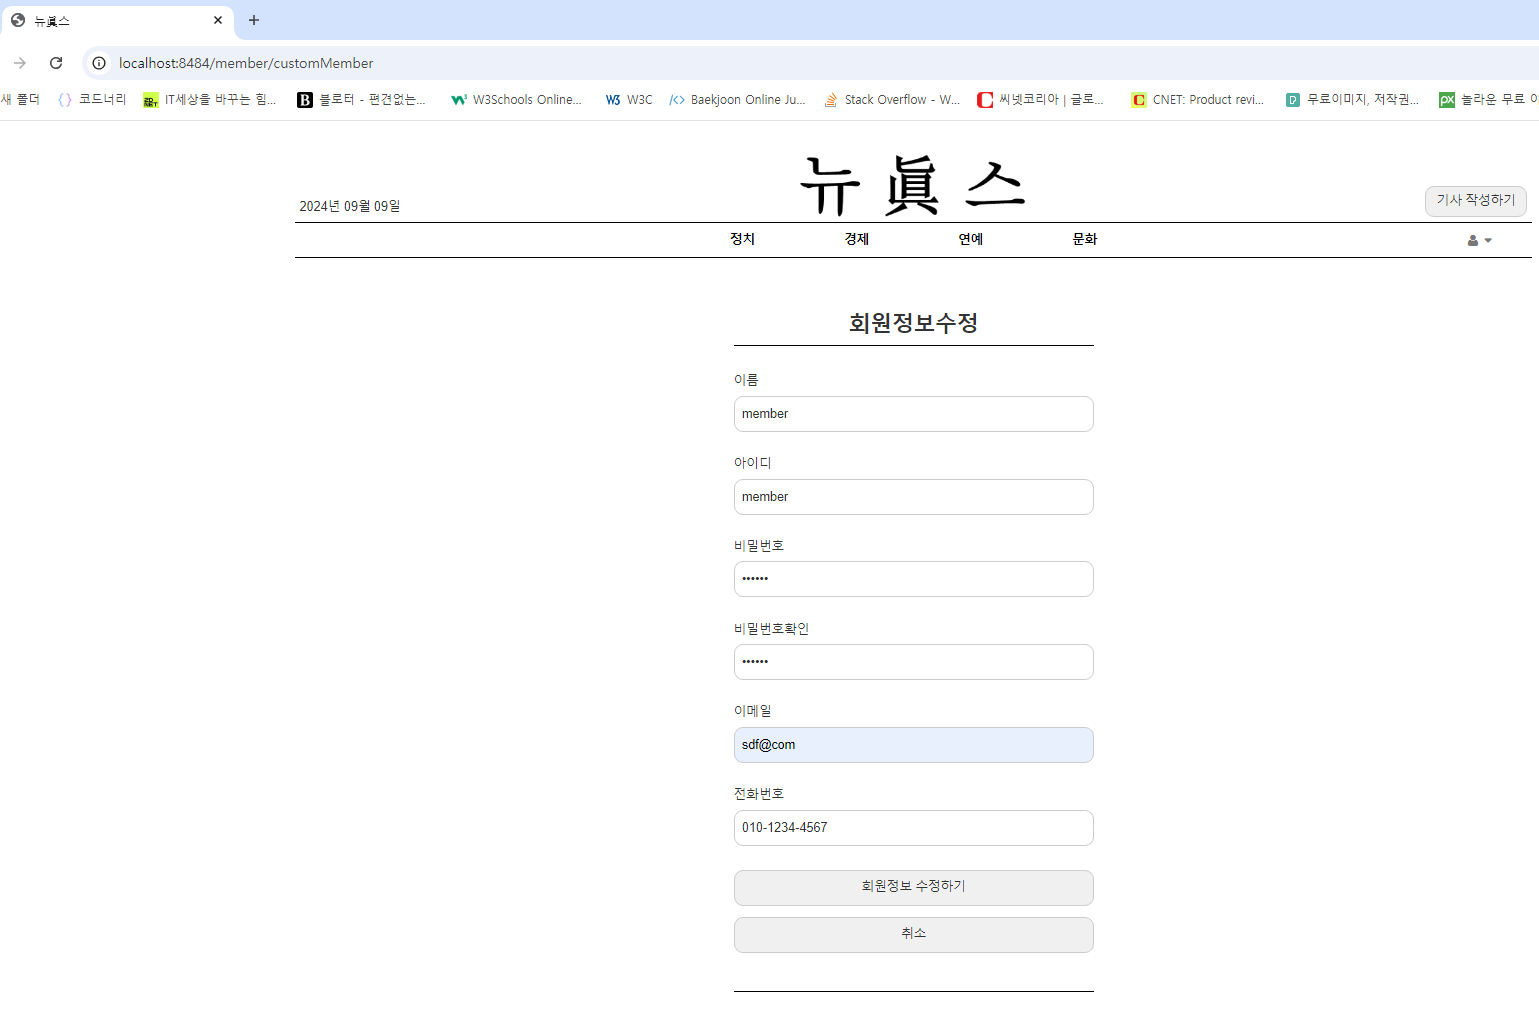 뉴眞스
localhost:8484/member/customMember
새 폴더 코드너리 IT세상을 바꾸는 힘... 블로터 - 편견없는... W3Schools Online... W3C Baekjoon Online Ju... Stack Overflow - W... 씨넷코리아 | 글로... CNET: Product revi... 무료이미지, 저작권... 놀라운 무료
뉴眞스
2024년 09월 09일
기사 작성하기
정치 경제 연예 문화
회원정보수정
이름
member
아이디
member
비밀번호
••••••
비밀번호확인
••••••
이메일
sdf@com
전화번호
010-1234-4567
회원정보 수정하기
취소